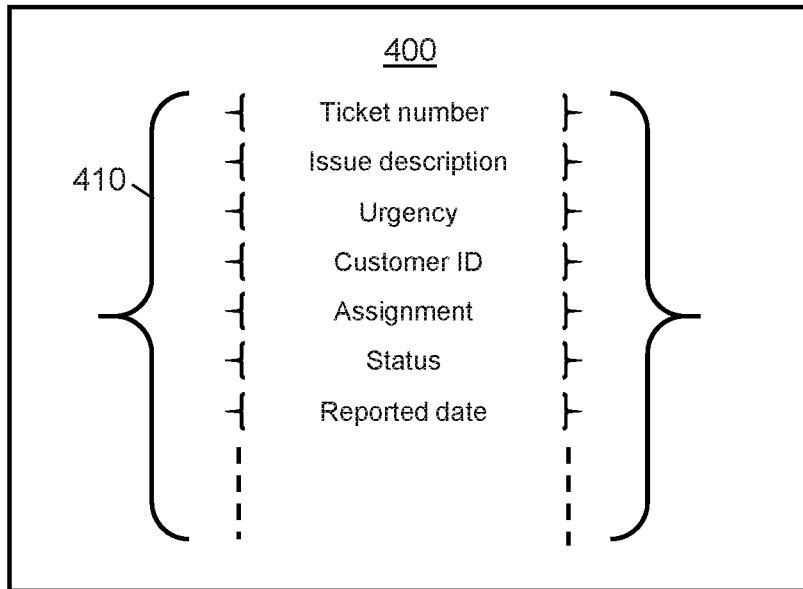 400
Ticket number
Issue description
410
Urgency
Customer ID
Assignment
Status
Reported date